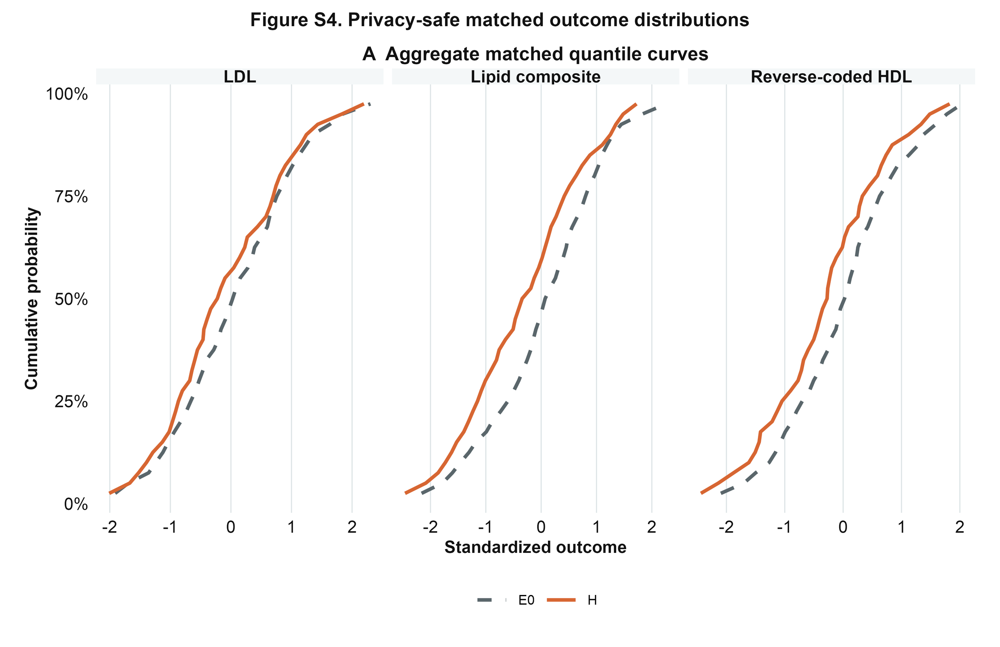 Figure S4. Privacy-safe matched outcome distributions
A Aggregate matched quantile curves
LDL
Lipid composite
Reverse-coded HDL
Cumulative probability
100%
75%
50%
25%
0%
-2 -1 0 1 2
-2 -1 0 1 2
-2 -1 0 1 2
Standardized outcome
E0 H